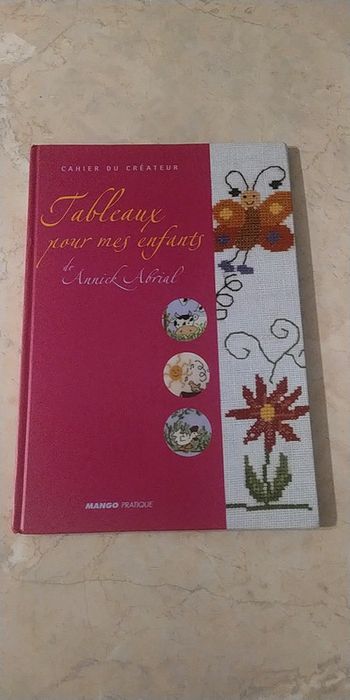 CAHIER DU CRÉATEUR
Tableaux
pour mes enfants
de Annick Abrial
MANGO PRATIQUE